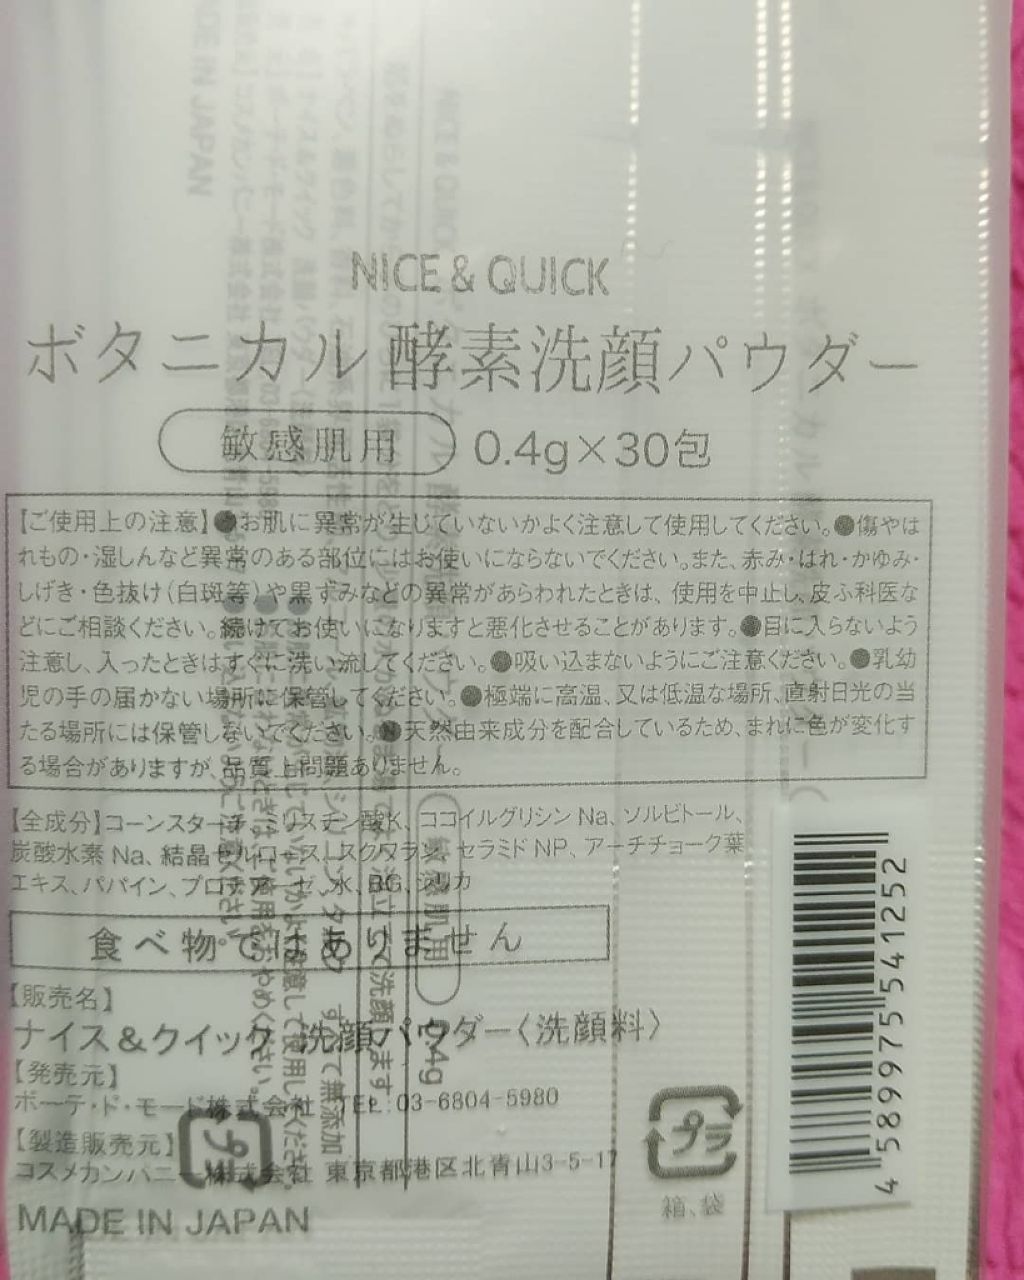 NICE & QUICK
ボタニカル 酵素洗顔パウダー
敏感肌用 0.4g×30包
【ご使用上の注意】●お肌に異常が生じていないかよく注意して使用してください。●傷やは
れもの・湿しんなど異常のある部位にはお使いにならないでください。また、赤み・はれ・かゆみ・
しげき・色抜け(白斑等)や黒ずみなどの異常があらわれたときは、使用を中止し、皮ふ科医な
どにご相談ください。続けてお使いになりますと悪化させることがあります。●目に入らないよう
注意し、入ったときはすぐに洗い流してください。●吸い込まないようにご注意ください。●乳幼
児の手の届かない場所に保管してください。●極端に高温、又は低温な場所、直射日光の当
たる場所には保管しないでください。●天然由来成分を配合しているため、まれに色が変化す
る場合がありますが、品質上問題ありません。
【全成分】コーンスターチ、ミリスチン酸K、ココイルグリシンNa、ソルビトール、
炭酸水素Na、結晶セルロース、スクワラン、セラミドNP、アーチチョーク葉
エキス、パパイン、プロテアーゼ、水、BG、シリカ
食べ物ではありません
【販売名】
ナイス&クイック 洗顔パウダー〈洗顔料〉
【発売元】
ボーテ・ド・モード株式会社 TEL:03-6804-5980
【製造販売元】
コスメカンパニー株式会社 東京都港区北青山3-5-17
MADE IN JAPAN
プラ
箱、袋
4 589975 541252